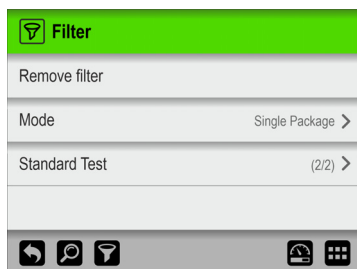 Filter
Remove filter
Mode Single Package
Standard Test (2/2)